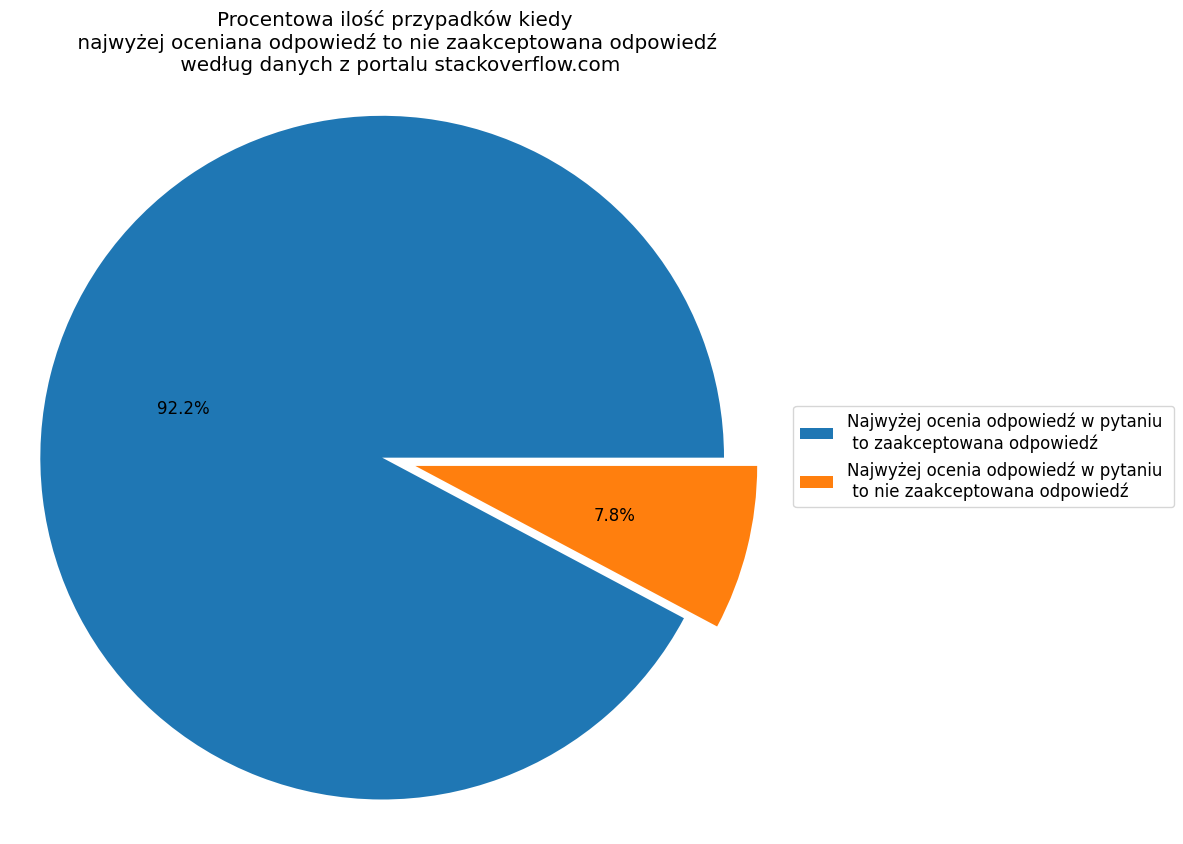 Procentowa ilość przypadków kiedy
najwyżej oceniana odpowiedź to nie zaakceptowana odpowiedź
według danych z portalu stackoverflow.com
92.2%
7.8%
Najwyżej ocenia odpowiedź w pytaniu
to zaakceptowana odpowiedź
Najwyżej ocenia odpowiedź w pytaniu
to nie zaakceptowana odpowiedź